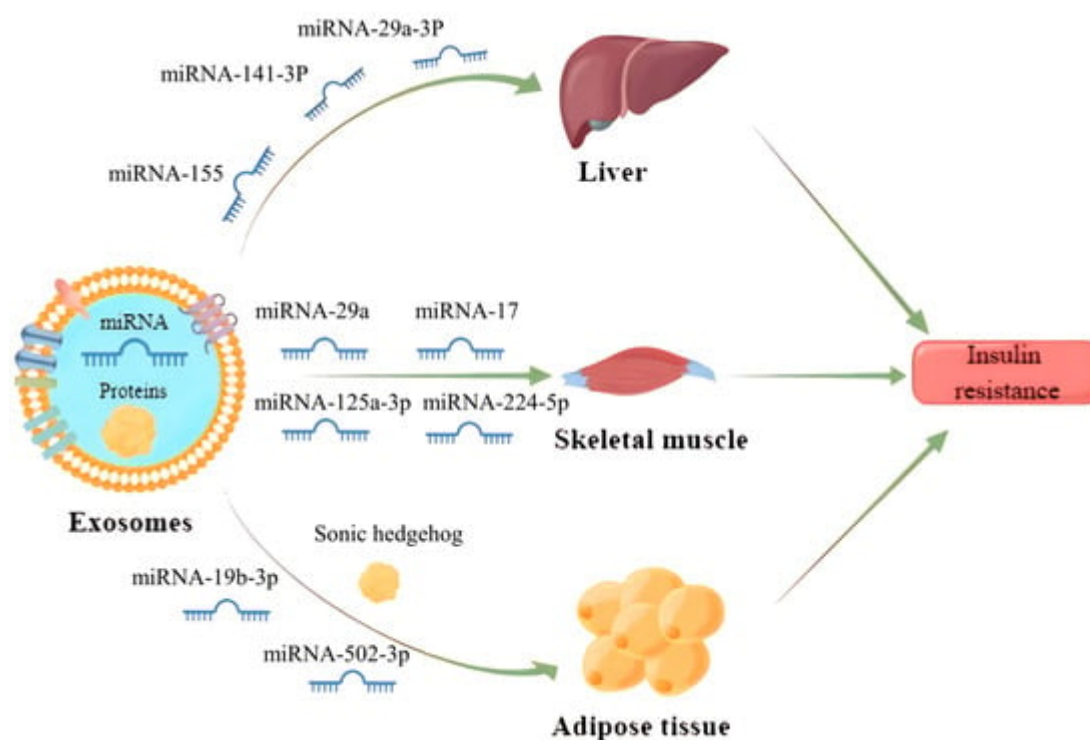 miRNA-29a-3P
miRNA-141-3P
miRNA-155
Liver
miRNA
Proteins
Exosomes
miRNA-29a
miRNA-17
miRNA-125a-3p
miRNA-224-5p
Skeletal muscle
Insulin
resistance
Sonic hedgehog
miRNA-19b-3p
miRNA-502-3p
Adipose tissue